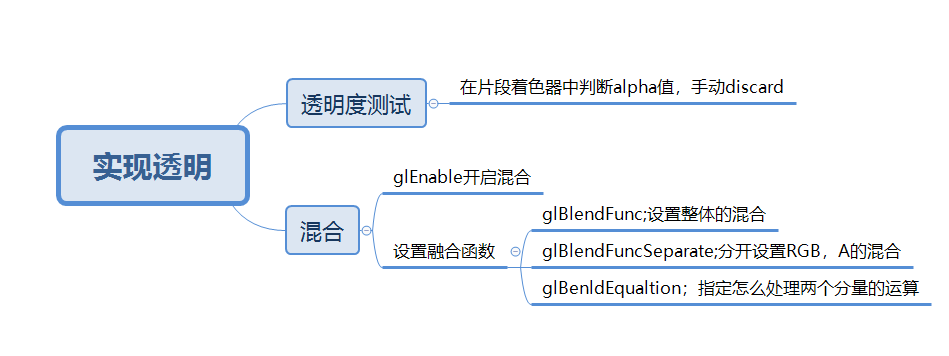 实现透明
透明度测试
在片段着色器中判断alpha值，手动discard
混合
glEnable开启混合
设置融合函数
glBlendFunc;设置整体的混合
glBlendFuncSeparate;分开设置RGB，A的混合
glBenldEqualtion；指定怎么处理两个分量的运算